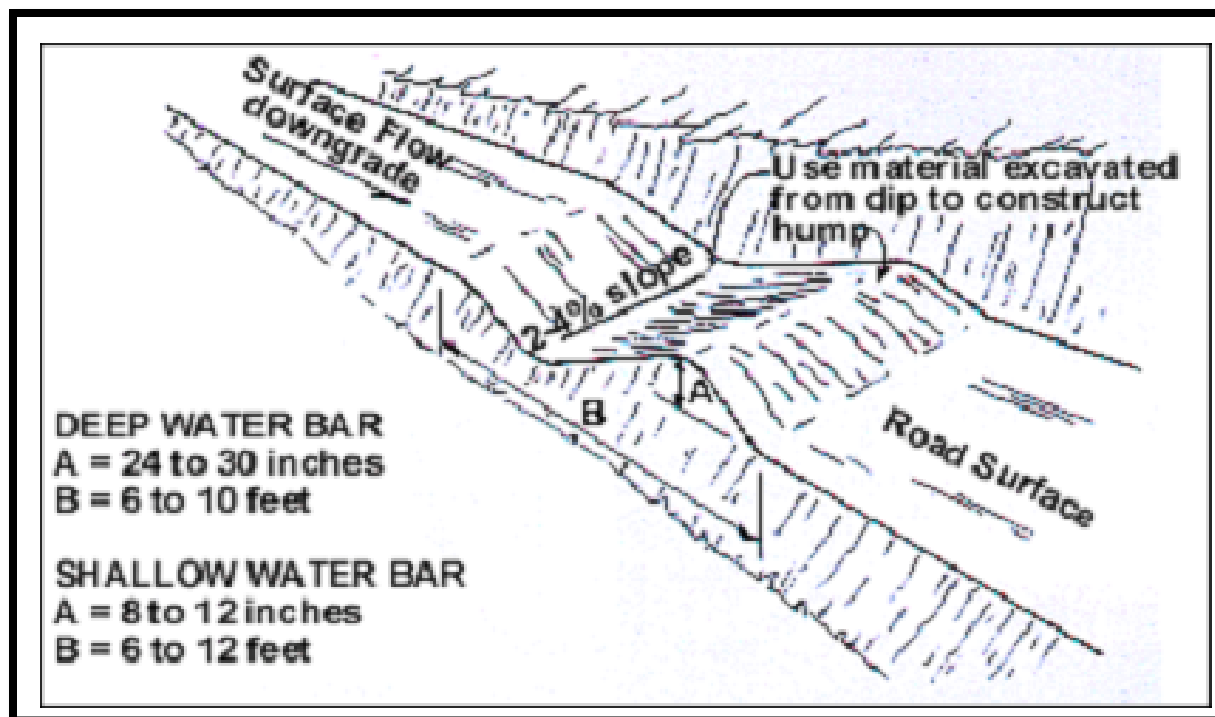 Surface Flow
downgrade
Use material excavated
from dip to construct
hump
2-4% slope
A
B
Road Surface
DEEP WATER BAR
A = 24 to 30 inches
B = 6 to 10 feet
SHALLOW WATER BAR
A = 8 to 12 inches
B = 6 to 12 feet